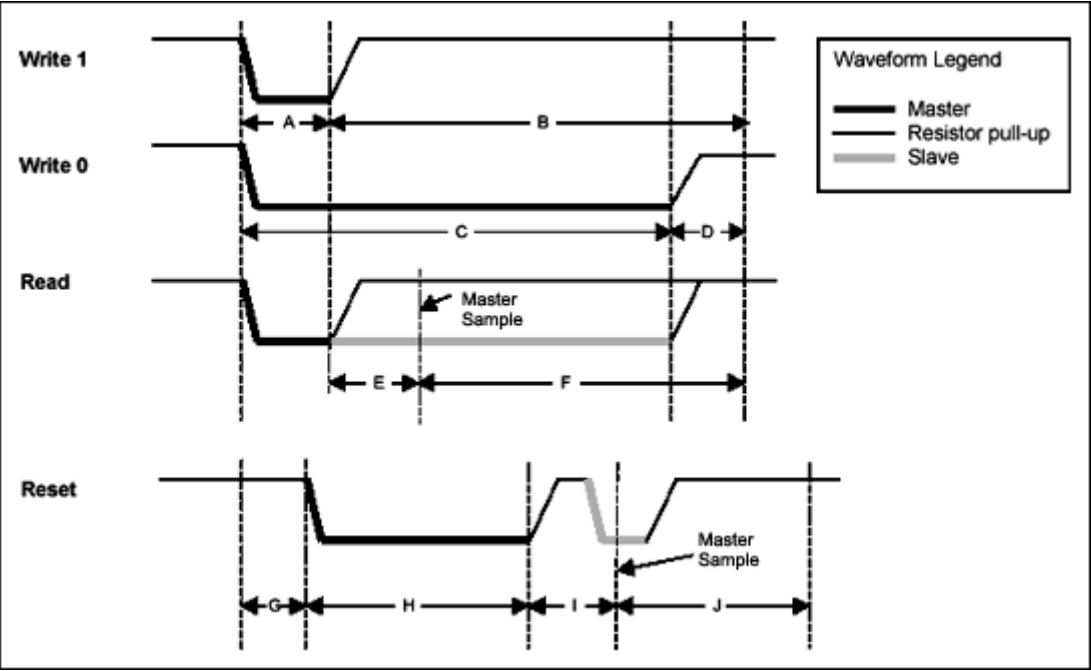 Write 1
Waveform Legend
Master
Resistor pull-up
Slave
A
B
Write 0
C
D
Read
Master
Sample
E
F
Reset
Master
Sample
G
H
I
J